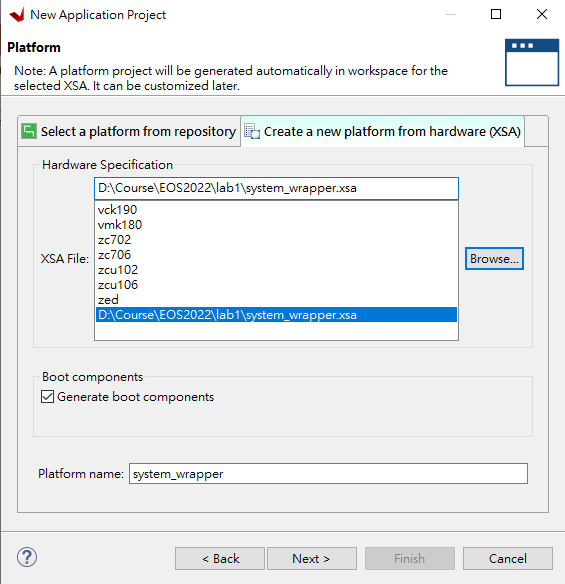 New Application Project
Platform
Note: A platform project will be generated automatically in workspace for the
selected XSA. It can be customized later.
Select a platform from repository
Create a new platform from hardware (XSA)
Hardware Specification
D:\Course\EOS2022\lab1\system_wrapper.xsa
vck190
vmk180
zc702
zc706
XSA File:
Browse...
zcu102
zcu106
zed
D:\Course\EOS2022\lab1\system_wrapper.xsa
Boot components
Generate boot components
Platform name: system_wrapper
? < Back Next > Finish Cancel